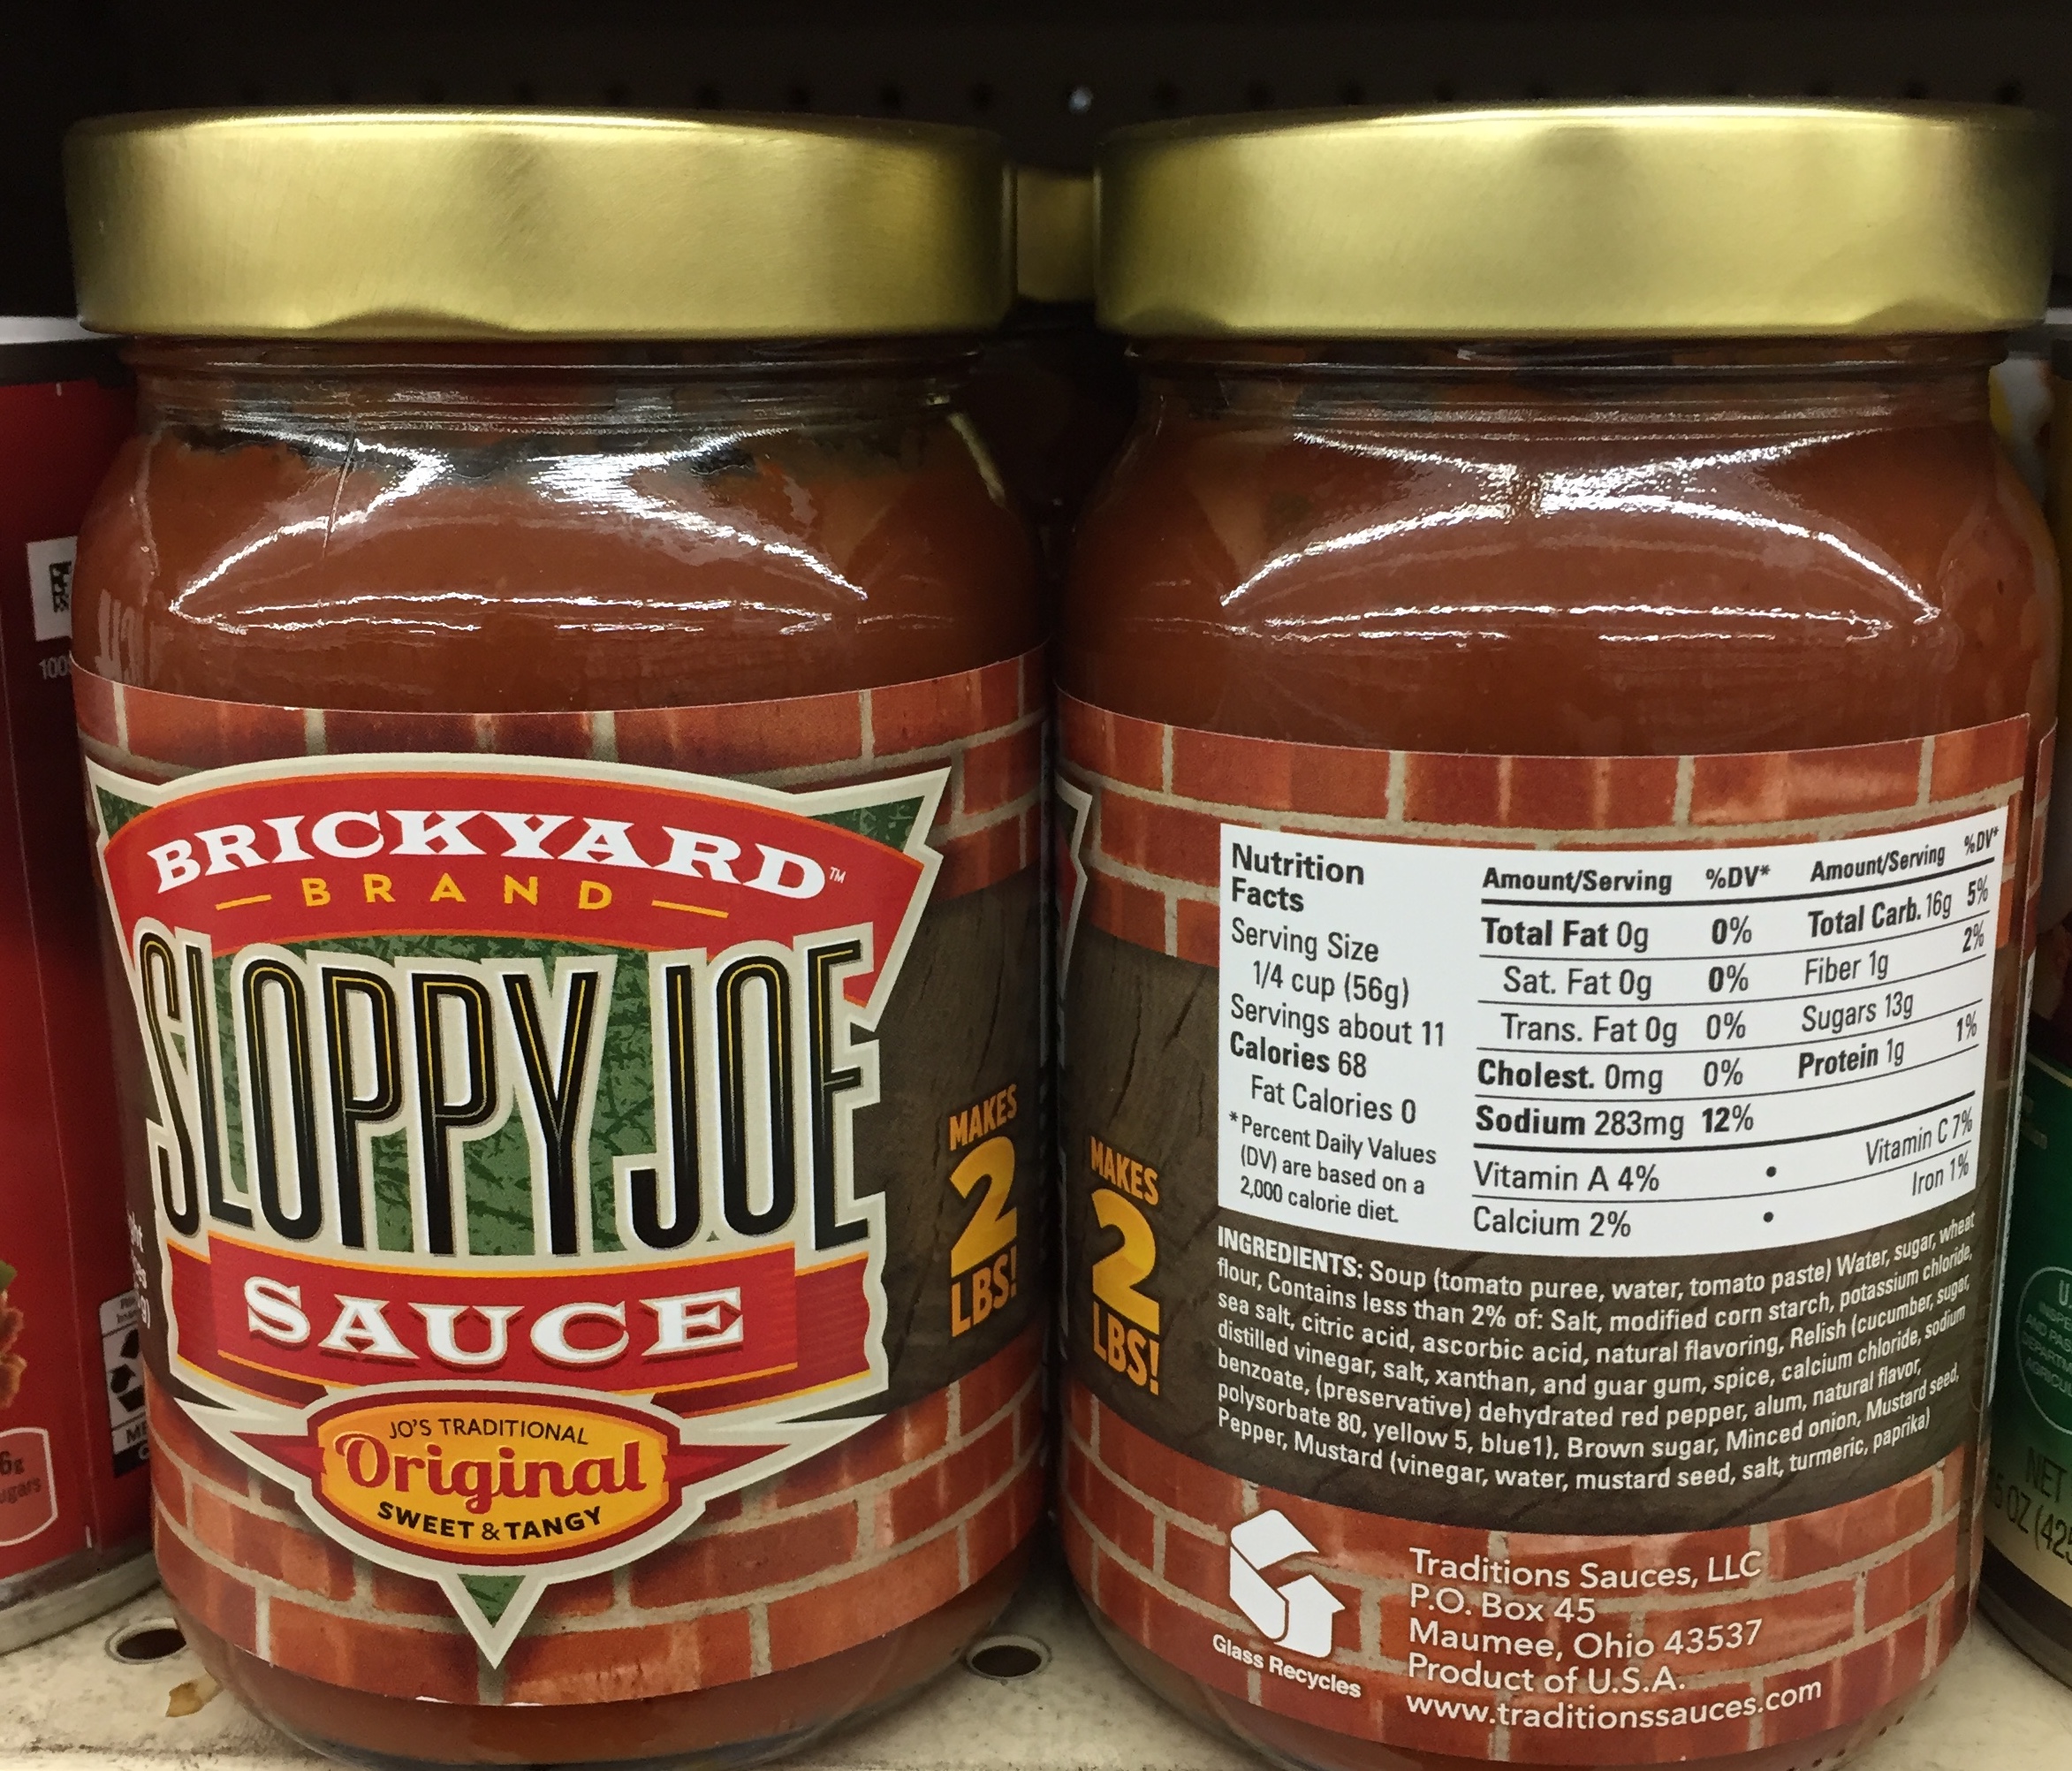 BRICKYARD™
BRAND
SLOPPY JOE
SAUCE
JO'S TRADITIONAL
Original
SWEET & TANGY
MAKES
2
LBS!
MAKES
2
LBS!
Nutrition
Facts
Serving Size
1/4 cup (56g)
Servings about 11
Calories 68
Fat Calories 0
*Percent Daily Values
(DV) are based on a
2,000 calorie diet.
Amount/Serving %DV* Amount/Serving %DV*
Total Fat 0g 0% Total Carb. 16g 5%
Sat. Fat 0g 0% Fiber 1g 2%
Trans. Fat 0g 0% Sugars 13g
Cholest. 0mg 0% Protein 1g 1%
Sodium 283mg 12%
Vitamin A 4% • Vitamin C 7%
Calcium 2% • Iron 1%
INGREDIENTS: Soup (tomato puree, water, tomato paste) Water, sugar, wheat
flour, Contains less than 2% of: Salt, modified corn starch, potassium chloride,
sea salt, citric acid, ascorbic acid, natural flavoring, Relish (cucumber, sugar,
distilled vinegar, salt, xanthan, and guar gum, spice, calcium chloride, sodium
benzoate, (preservative) dehydrated red pepper, alum, natural flavor,
polysorbate 80, yellow 5, blue1), Brown sugar, Minced onion, Mustard seed,
Pepper, Mustard (vinegar, water, mustard seed, salt, turmeric, paprika)
Glass Recycles
Traditions Sauces, LLC
P.O. Box 45
Maumee, Ohio 43537
Product of U.S.A.
www.traditionssauces.com
100
6g
NET
OZ (425